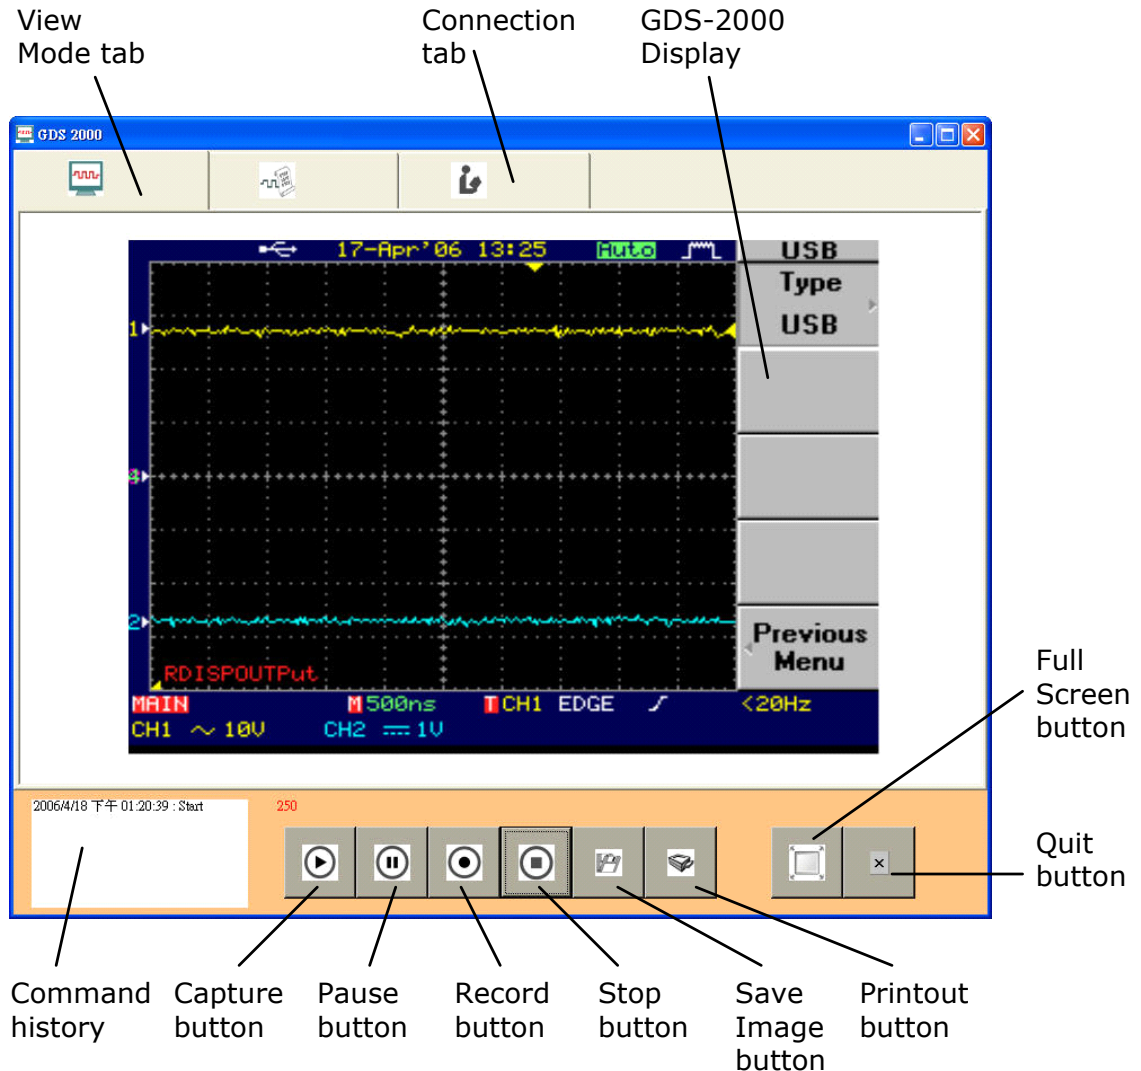 View
Mode tab
Connection
tab
GDS-2000
Display
GDS 2000
17-Apr'06 13:25
Auto
USB
Type
USB
1
4
2
RDISPOUTPut
Previous
Menu
MAIN
M 500ns
T CH1 EDGE
<20Hz
CH1 ~ 10V
CH2 ⎓ 1V
Full
Screen
button
2006/4/18 下午 01:20:39 : Start
250
Quit
button
Command
history
Capture
button
Pause
button
Record
button
Stop
button
Save
Image
button
Printout
button